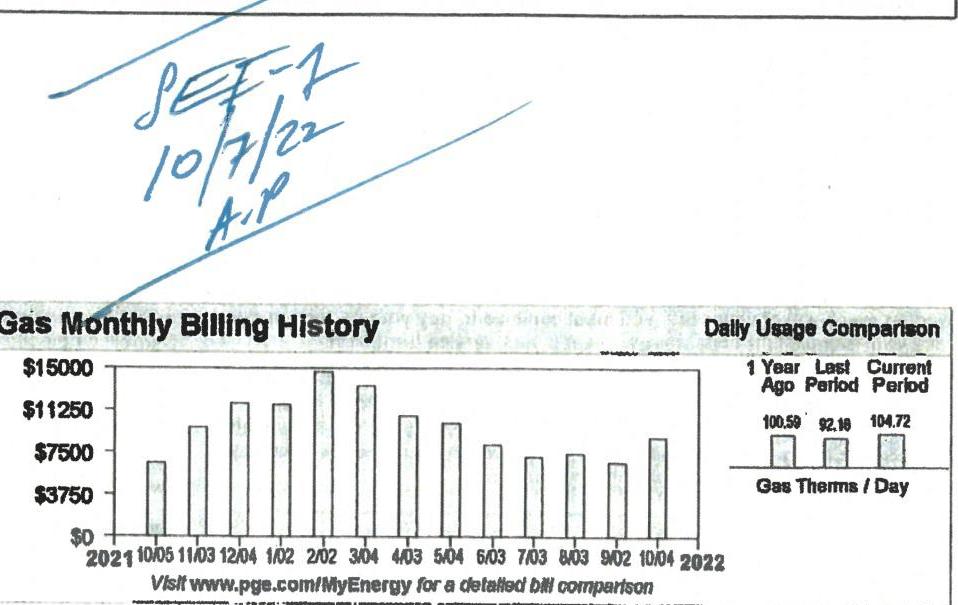 SEF-1
10/7/22
A.P
Gas Monthly Billing History
Daily Usage Comparison
$15000
$11250
$7500
$3750
$0
2021 10/05 11/03 12/04 1/02 2/02 3/04 4/03 5/04 6/03 7/03 8/03 9/02 10/04 2022
Visit www.pge.com/MyEnergy for a detailed bill comparison
1 Year Last Current
Ago Period Period
100.59 92.18 104.72
Gas Therms / Day